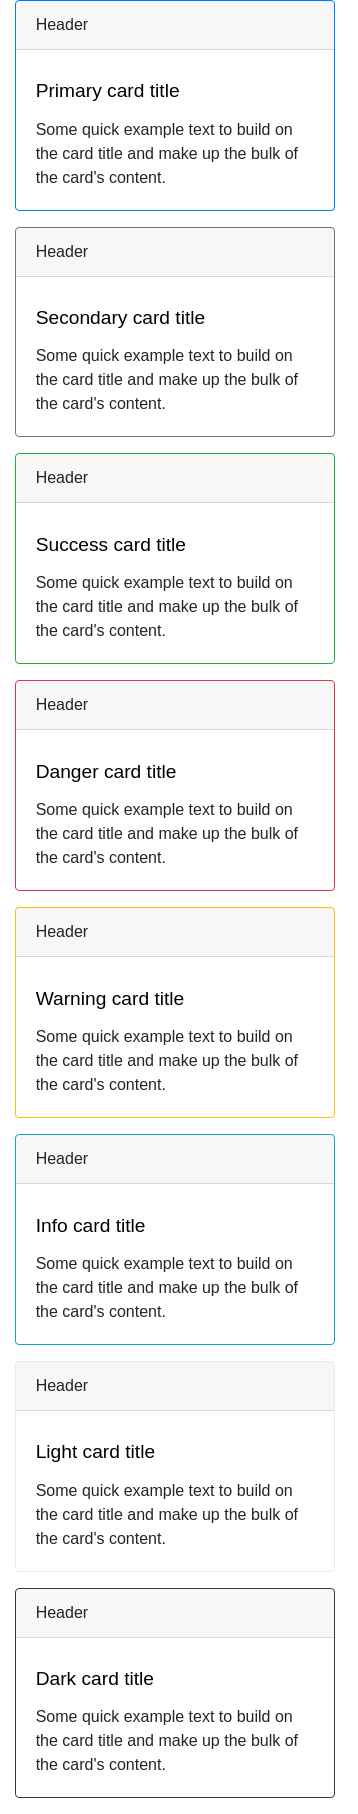 Header
Primary card title
Some quick example text to build on
the card title and make up the bulk of
the card's content.
Header
Secondary card title
Some quick example text to build on
the card title and make up the bulk of
the card's content.
Header
Success card title
Some quick example text to build on
the card title and make up the bulk of
the card's content.
Header
Danger card title
Some quick example text to build on
the card title and make up the bulk of
the card's content.
Header
Warning card title
Some quick example text to build on
the card title and make up the bulk of
the card's content.
Header
Info card title
Some quick example text to build on
the card title and make up the bulk of
the card's content.
Header
Light card title
Some quick example text to build on
the card title and make up the bulk of
the card's content.
Header
Dark card title
Some quick example text to build on
the card title and make up the bulk of
the card's content.